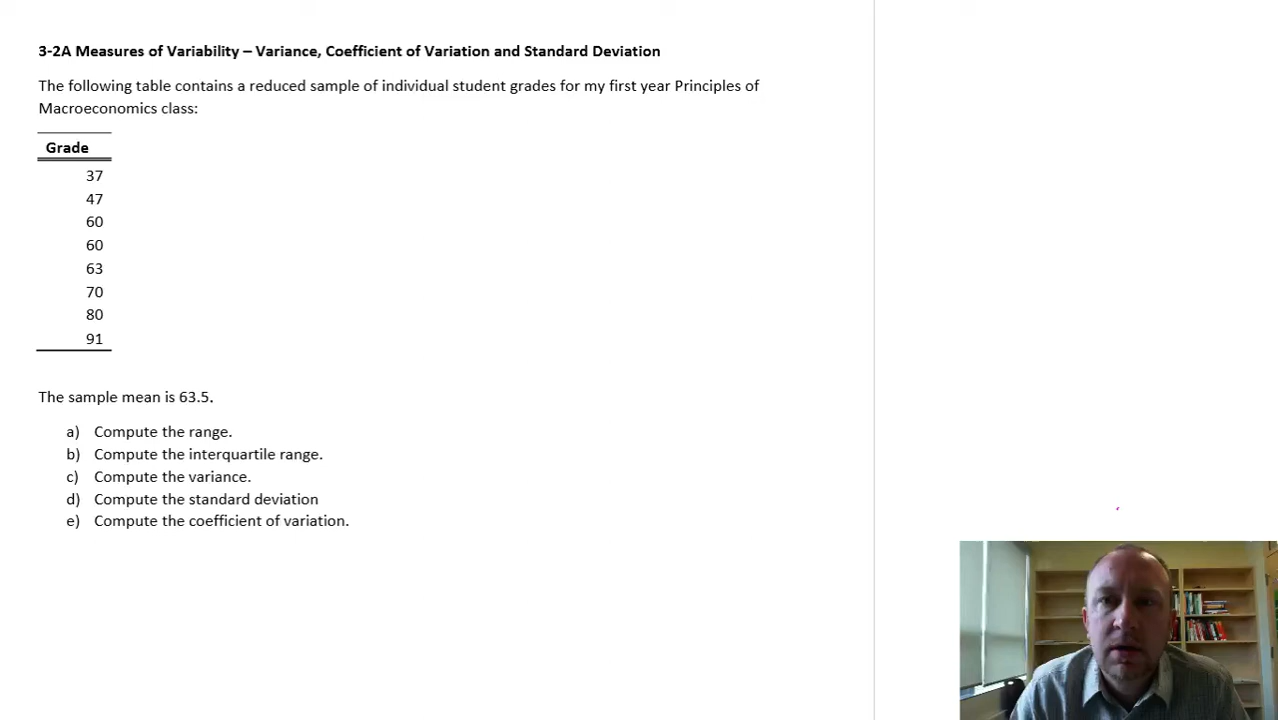 3-2A Measures of Variability – Variance, Coefficient of Variation and Standard Deviation
The following table contains a reduced sample of individual student grades for my first year Principles of
Macroeconomics class:
Grade
37
47
60
60
63
70
80
91
The sample mean is 63.5.
a) Compute the range.
b) Compute the interquartile range.
c) Compute the variance.
d) Compute the standard deviation
e) Compute the coefficient of variation.